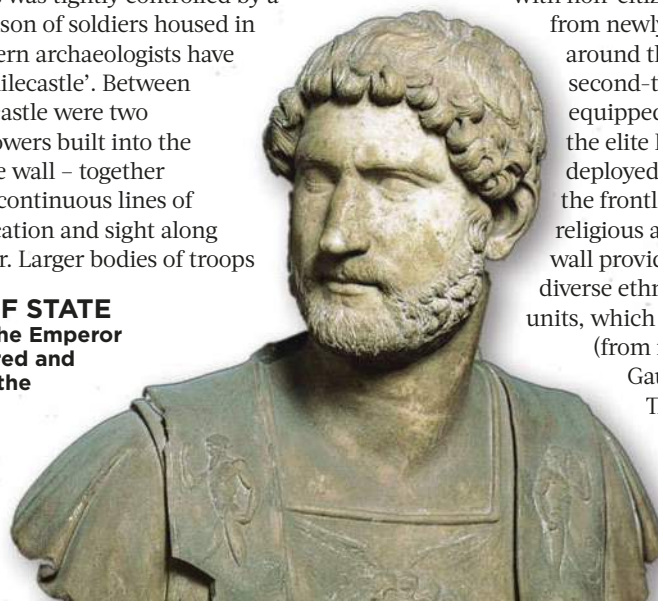 was tightly controlled by a
son of soldiers housed in
ern archaeologists have
ilecastle’. Between
astle were two
owers built into the
e wall – together
continuous lines of
cation and sight along
r. Larger bodies of troops
F STATE
he Emperor
red and
the
with non-citiz
from newly
around th
second-t
equipped
the elite
deployed
the frontl
religious a
wall provid
diverse ethn
units, which
(from
Gau
T